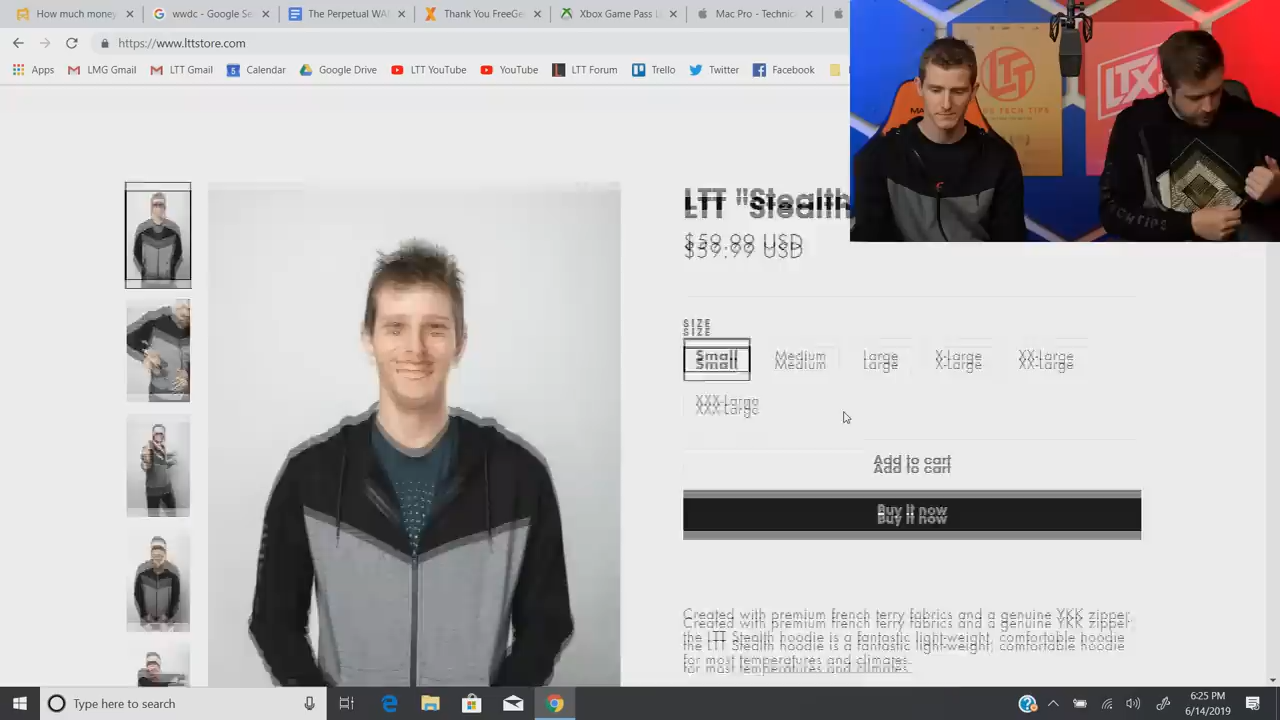 How much money
wwdc - Google Se
The Perpetual WA
Thank You FreeGe
Xbox Game Pass L
Mac Pro - Technic
https://www.lttstore.com
Apps
LMG Gmail
LTT Gmail
Calendar
Google Drive
LTT YouTube
YouTube
LTT Forum
Trello
Twitter
Facebook
LTT
TECH TIPS
LTX
LTT "Stealth
$59.99 USD
SIZE
Small
Medium
Large
X-Large
XX-Large
XXX-Large
Add to cart
Buy it now
Created with premium french terry fabrics and a genuine YKK zipper,
the LTT Stealth hoodie is a fantastic light-weight, comfortable hoodie
for most temperatures and climates.
Type here to search
6:25 PM
6/14/2019